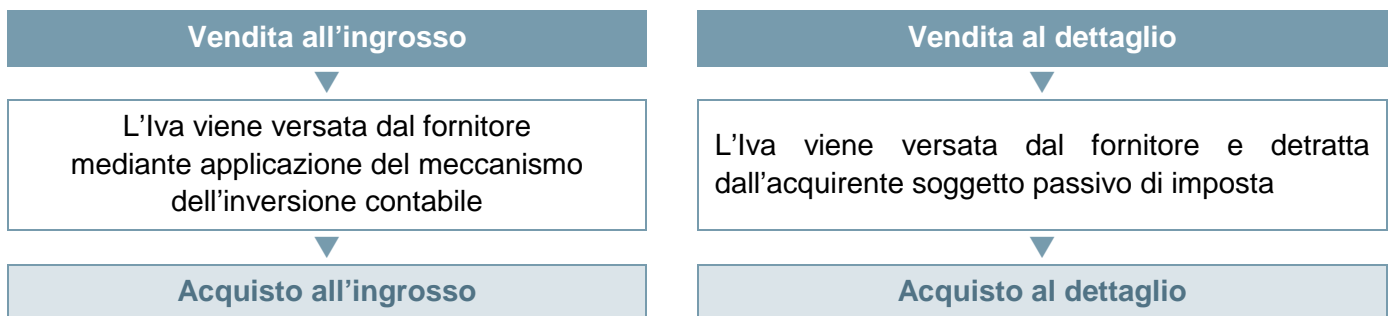 Vendita all’ingrosso
L’Iva viene versata dal fornitore
mediante applicazione del meccanismo
dell’inversione contabile
Acquisto all’ingrosso
Vendita al dettaglio
L’Iva viene versata dal fornitore e detratta
dall’acquirente soggetto passivo di imposta
Acquisto al dettaglio